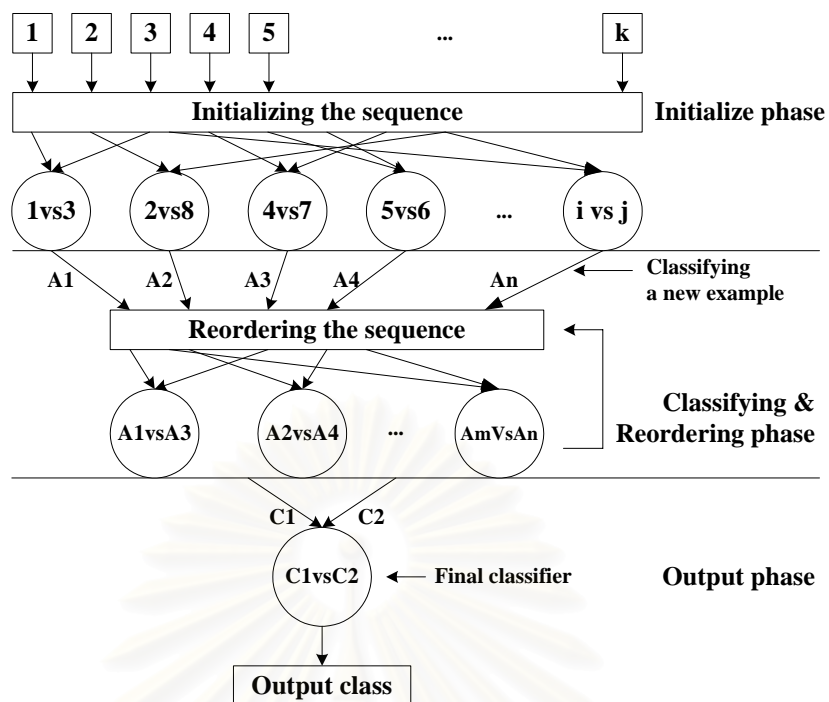 1 2 3 4 5 ... k
Initializing the sequence
Initialize phase
1vs3 2vs8 4vs7 5vs6 ... i vs j
A1 A2 A3 A4 An
Classifying
a new example
Reordering the sequence
A1vsA3 A2vsA4 ... AmVsAn
Classifying &
Reordering phase
C1 C2
C1vsC2
Final classifier
Output phase
Output class